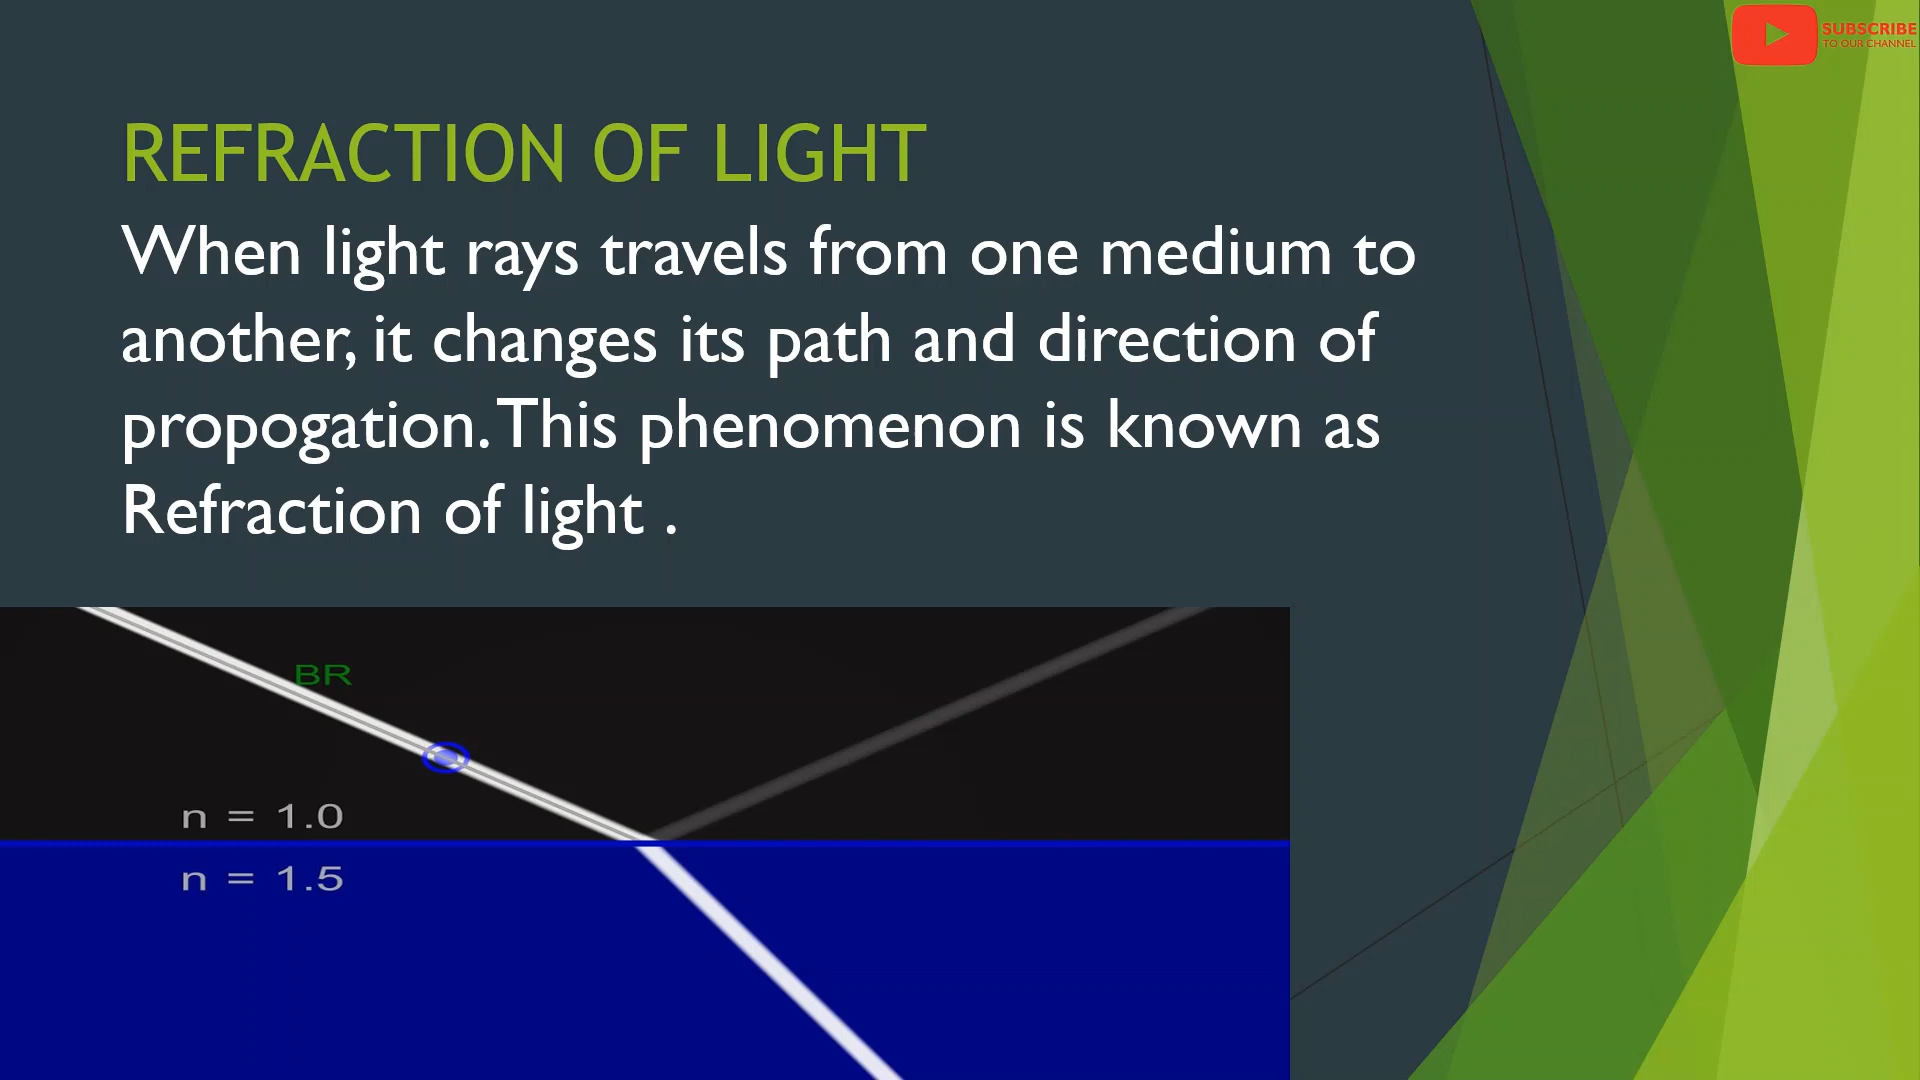 SUBSCRIBE
TO OUR CHANNEL
REFRACTION OF LIGHT
When light rays travels from one medium to
another, it changes its path and direction of
propogation. This phenomenon is known as
Refraction of light .
BR
n = 1.0
n = 1.5